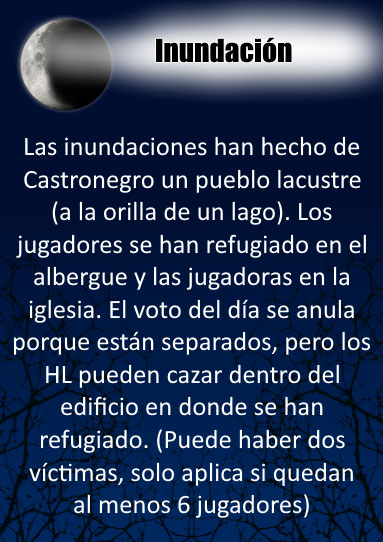 Inundación
Las inundaciones han hecho de
Castronegro un pueblo lacustre
(a la orilla de un lago). Los
jugadores se han refugiado en el
albergue y las jugadoras en la
iglesia. El voto del día se anula
porque están separados, pero los
HL pueden cazar dentro del
edificio en donde se han
refugiado. (Puede haber dos
víctimas, solo aplica si quedan
al menos 6 jugadores)